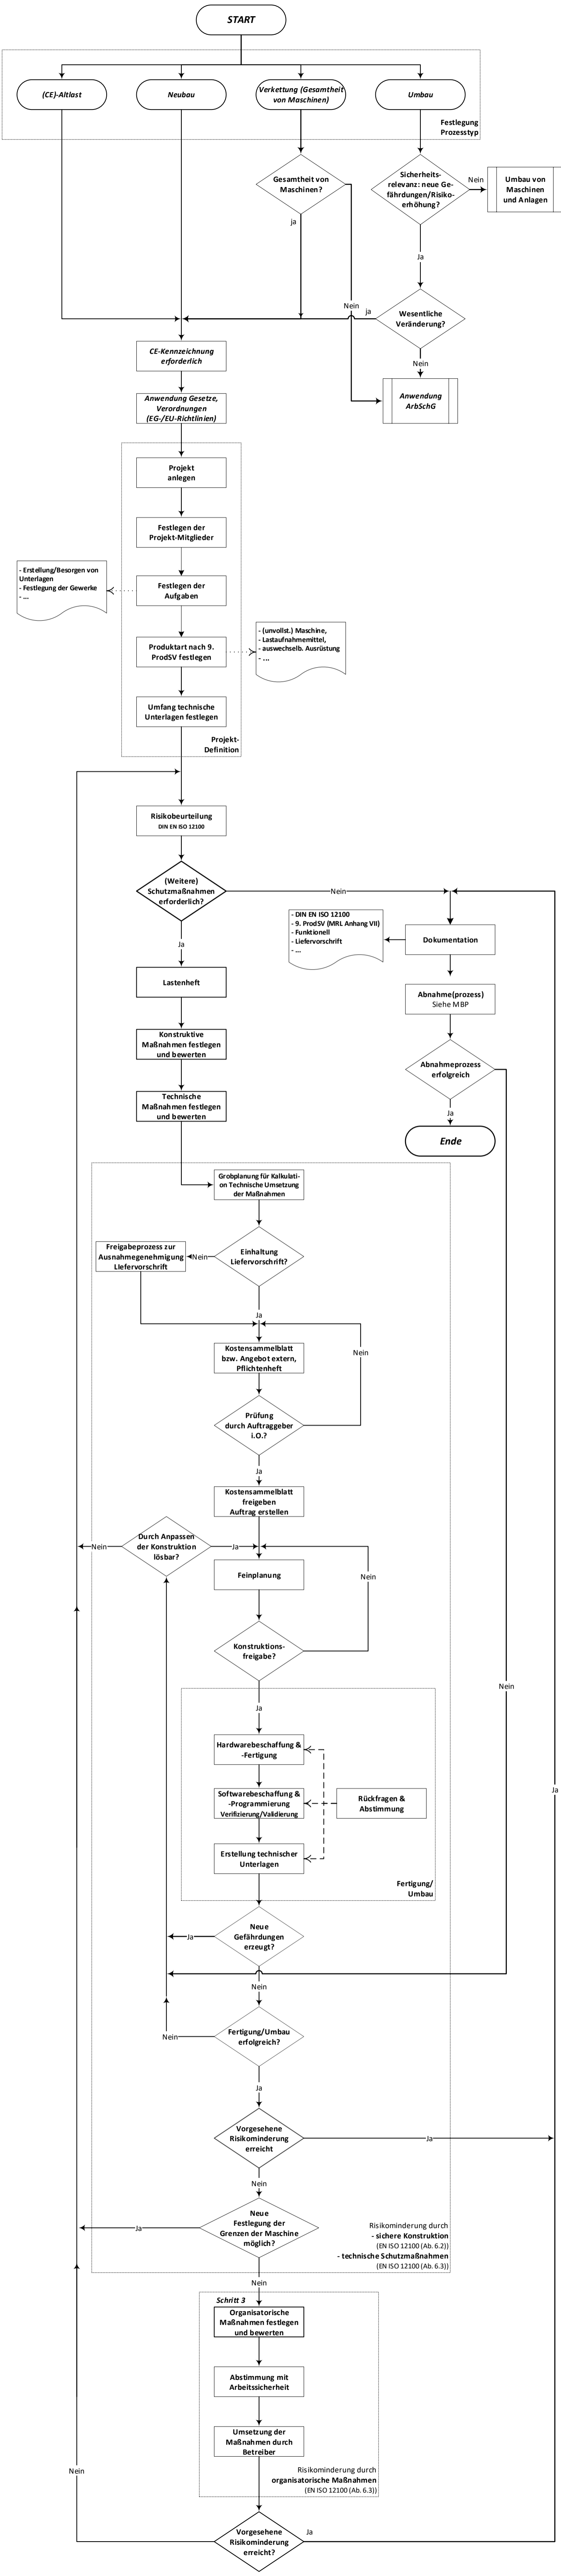 START
(CE)-Altlast
Neubau
Verkettung (Gesamtheit
von Maschinen)
Umbau
Festlegung
Prozesstyp
Gesamtheit von
Maschinen?
Sicherheits-
relevanz: neue Ge-
fährdungen/Risiko-
erhöhung?
Nein
Umbau von
Maschinen
und Anlagen
ja
Ja
Nein
ja
Wesentliche
Veränderung?
Nein
CE-Kennzeichnung
erforderlich
Anwendung
ArbSchG
Anwendung Gesetze,
Verordnungen
(EG-/EU-Richtlinien)
Projekt
anlegen
Festlegen der
Projekt-Mitglieder
- Erstellung/Besorgen von
Unterlagen
- Festlegung der Gewerke
- ...
Festlegen der
Aufgaben
Produktart nach 9.
ProdSV festlegen
- (unvollst.) Maschine,
- Lastaufnahmemittel,
- auswechselb. Ausrüstung
- ...
Umfang technische
Unterlagen festlegen
Projekt-
Definition
Risikobeurteilung
DIN EN ISO 12100
(Weitere)
Schutzmaßnahmen
erforderlich?
Nein
Ja
- DIN EN ISO 12100
- 9. ProdSV (MRL Anhang VII)
- Funktionell
- Liefervorschrift
- ...
Dokumentation
Lastenheft
Abnahme(prozess)
Siehe MBP
Konstruktive
Maßnahmen festlegen
und bewerten
Abnahmeprozess
erfolgreich
Technische
Maßnahmen festlegen
und bewerten
Ja
Ende
Grobplanung für Kalkulati-
on Technische Umsetzung
der Maßnahmen
Freigabeprozess zur
Ausnahmegenehmigung
LIefervorschrift
Nein
Einhaltung
Liefervorschrift?
Ja
Kostensammelblatt
bzw. Angebot extern,
Pflichtenheft
Nein
Prüfung
durch Auftraggeber
i.O.?
Ja
Kostensammelblatt
freigeben
Auftrag erstellen
Nein
Durch Anpassen
der Konstruktion
lösbar?
Ja
Feinplanung
Nein
Konstruktions-
freigabe?
Nein
Ja
Hardwarebeschaffung &
-Fertigung
Softwarebeschaffung &
-Programmierung
Verifizierung/Validierung
Rückfragen &
Abstimmung
Ja
Erstellung technischer
Unterlagen
Fertigung/
Umbau
Ja
Neue
Gefährdungen
erzeugt?
Nein
Nein
Fertigung/Umbau
erfolgreich?
Ja
Vorgesehene
Risikominderung
erreicht
Ja
Nein
Ja
Neue
Festlegung der
Grenzen der Maschine
möglich?
Risikominderung durch
- sichere Konstruktion
(EN ISO 12100 (Ab. 6.2))
- technische Schutzmaßnahmen
(EN ISO 12100 (Ab. 6.3))
Nein
Schritt 3
Organisatorische
Maßnahmen festlegen
und bewerten
Abstimmung mit
Arbeitssicherheit
Umsetzung der
Maßnahmen durch
Betreiber
Nein
Risikominderung durch
organisatorische Maßnahmen
(EN ISO 12100 (Ab. 6.3))
Vorgesehene
Risikominderung
erreicht?
Ja